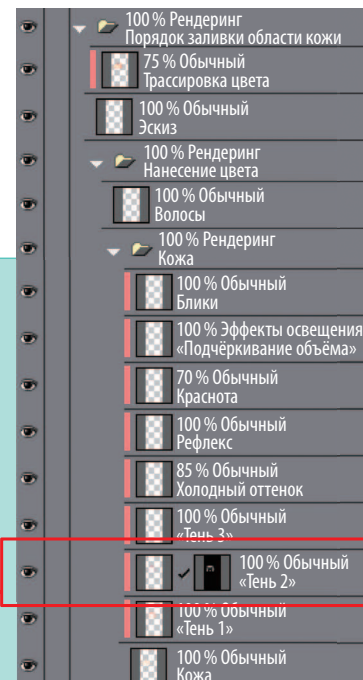 100 % Рендеринг
Порядок заливки области кожи
75 % Обычный
Трассировка цвета
100 % Обычный
Эскиз
100 % Рендеринг
Нанесение цвета
100 % Обычный
Волосы
100 % Рендеринг
Кожа
100 % Обычный
Блики
100 % Эффекты освещения
«Подчёркивание объёма»
70 % Обычный
Краснота
100 % Обычный
Рефлекс
85 % Обычный
Холодный оттенок
100 % Обычный
«Тень 3»
100 % Обычный
«Тень 2»
100 % Обычный
«Тень 1»
100 % Обычный
Кожа